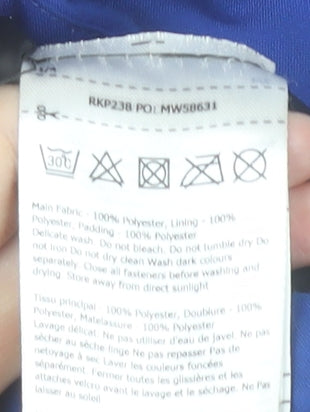 RKP238 PO: MW58631
30C
Main Fabric - 100% Polyester, Lining - 100%
Polyester, Padding - 100% Polyester
Delicate wash. Do not bleach. Do not tumble dry Do
not iron Do not dry clean Wash dark colours
separately. Close all fasteners before washing and
drying. Store away from direct sunlight
Tissu principal - 100% Polyester, Doublure - 100%
Polyester, Matelassure - 100% Polyester
Lavage délicat. Ne pas utiliser d'eau de Javel. Ne pas
sécher au sèche-linge Ne pas repasser Pas de
nettoyage à sec Laver les couleurs foncées
séparément. Fermer toutes les glissières et les
attaches velcro avant le lavage et le séchage. Ne Pas
laisser au soleil